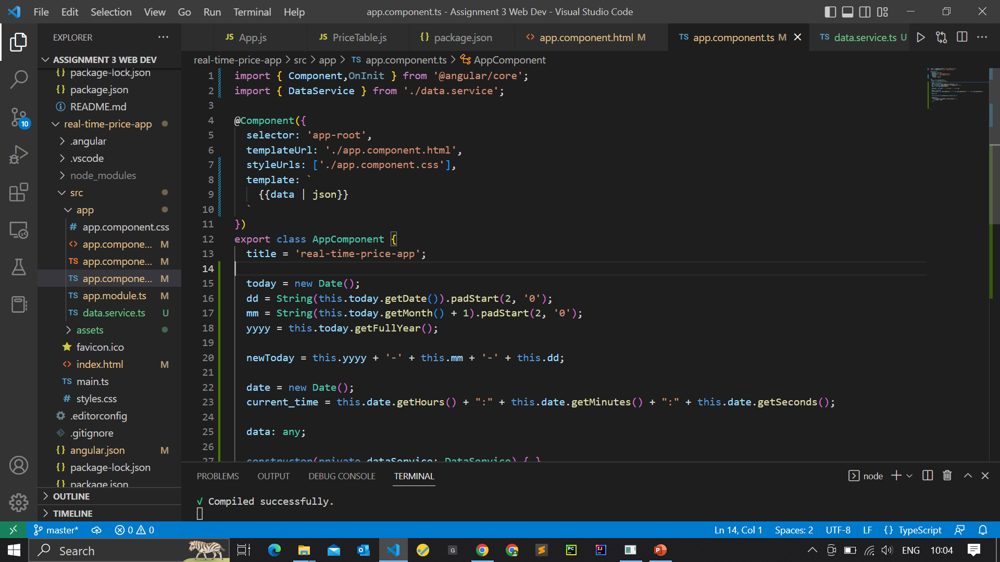 File Edit Selection View Go Run Terminal Help
app.component.ts - Assignment 3 Web Dev - Visual Studio Code
EXPLORER
ASSIGNMENT 3 WEB DEV
{} package-lock.json
{} package.json
README.md
real-time-price-app
.angular
.vscode
node_modules
src
app
# app.component.css
<> app.compone... M
TS app.compone... M
TS app.compone... M
TS app.module.ts M
TS data.service.ts U
assets
favicon.ico
<> index.html M
TS main.ts
# styles.css
.editorconfig
.gitignore
{} angular.json M
{} package-lock.json
{} package.json
OUTLINE
TIMELINE
10
JS App.js
JS PriceTable.js
{} package.json
<> app.component.html M
TS app.component.ts M
TS data.service.ts U
real-time-price-app > src > app > TS app.component.ts > AppComponent
1 import { Component,OnInit } from '@angular/core';
2 import { DataService } from './data.service';
3
4 @Component({
5 selector: 'app-root',
6 templateUrl: './app.component.html',
7 styleUrls: ['./app.component.css'],
8 template: `
9 {{data | json}}
10 `
11 })
12 export class AppComponent {
13 title = 'real-time-price-app';
14
15 today = new Date();
16 dd = String(this.today.getDate()).padStart(2, '0');
17 mm = String(this.today.getMonth() + 1).padStart(2, '0');
18 yyyy = this.today.getFullYear();
19
20 newToday = this.yyyy + '-' + this.mm + '-' + this.dd;
21
22 date = new Date();
23 current_time = this.date.getHours() + ":" + this.date.getMinutes() + ":" + this.date.getSeconds();
24
25 data: any;
26
27 constructor(private dataService: DataService) { }
PROBLEMS OUTPUT DEBUG CONSOLE TERMINAL
node
√ Compiled successfully.
master* 0 0
Ln 14, Col 1 Spaces: 2 UTF-8 LF {} TypeScript
Search
G
PC
IJ
P
ENG 10:04